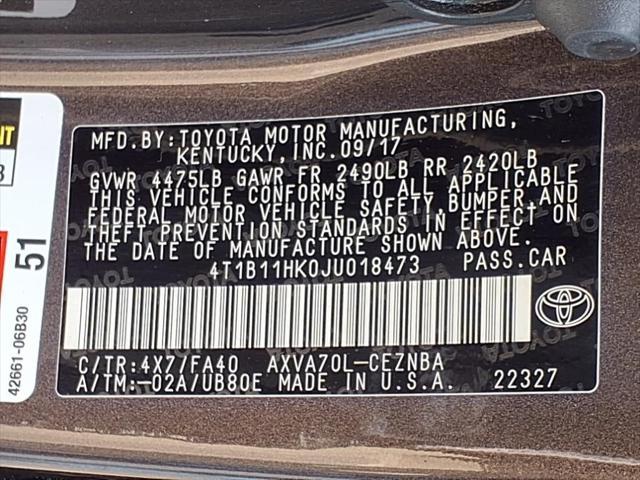 MFD.BY:TOYOTA MOTOR MANUFACTURING,
KENTUCKY, INC.09/17
GVWR 4475LB GAWR FR 2490LB RR 2420LB
THIS VEHICLE CONFORMS TO ALL APPLICABLE
FEDERAL MOTOR VEHICLE SAFETY, BUMPER, AND
THEFT PREVENTION STANDARDS IN EFFECT ON
THE DATE OF MANUFACTURE SHOWN ABOVE.
4T1B11HK0JU018473 PASS.CAR
C/TR:4X7/FA40 AXVA70L-CEZNBA
A/TM:-02A/UB80E MADE IN U.S.A. 22327
51
42661-06B30